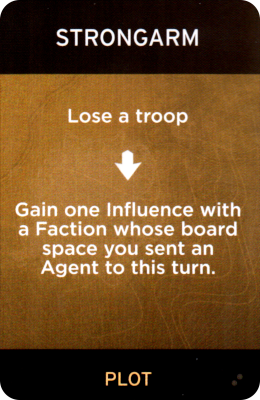 STRONGARM
Lose a troop
Gain one Influence with
a Faction whose board
space you sent an
Agent to this turn.
PLOT